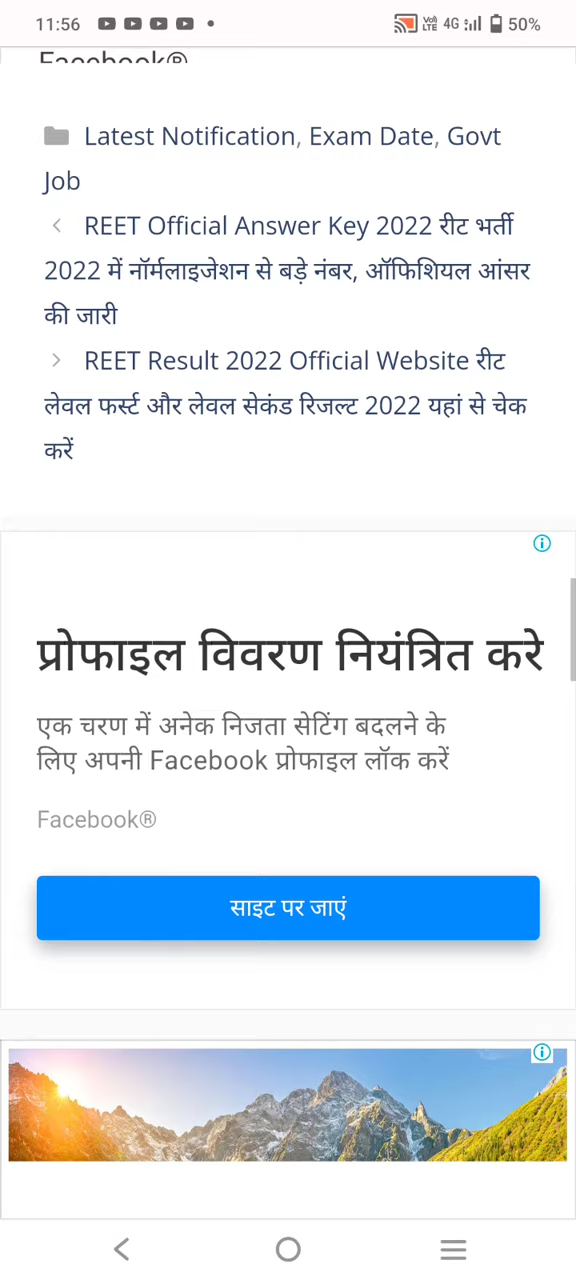 11:56
VoLTE 4G 50%
Facebook®
Latest Notification, Exam Date, Govt
Job
REET Official Answer Key 2022 रीट भर्ती
2022 में नॉर्मलाइजेशन से बड़े नंबर, ऑफिशियल आंसर
की जारी
REET Result 2022 Official Website रीट
लेवल फर्स्ट और लेवल सेकंड रिजल्ट 2022 यहां से चेक
करें
प्रोफाइल विवरण नियंत्रित करे
एक चरण में अनेक निजता सेटिंग बदलने के
लिए अपनी Facebook प्रोफाइल लॉक करें
Facebook®
साइट पर जाएं